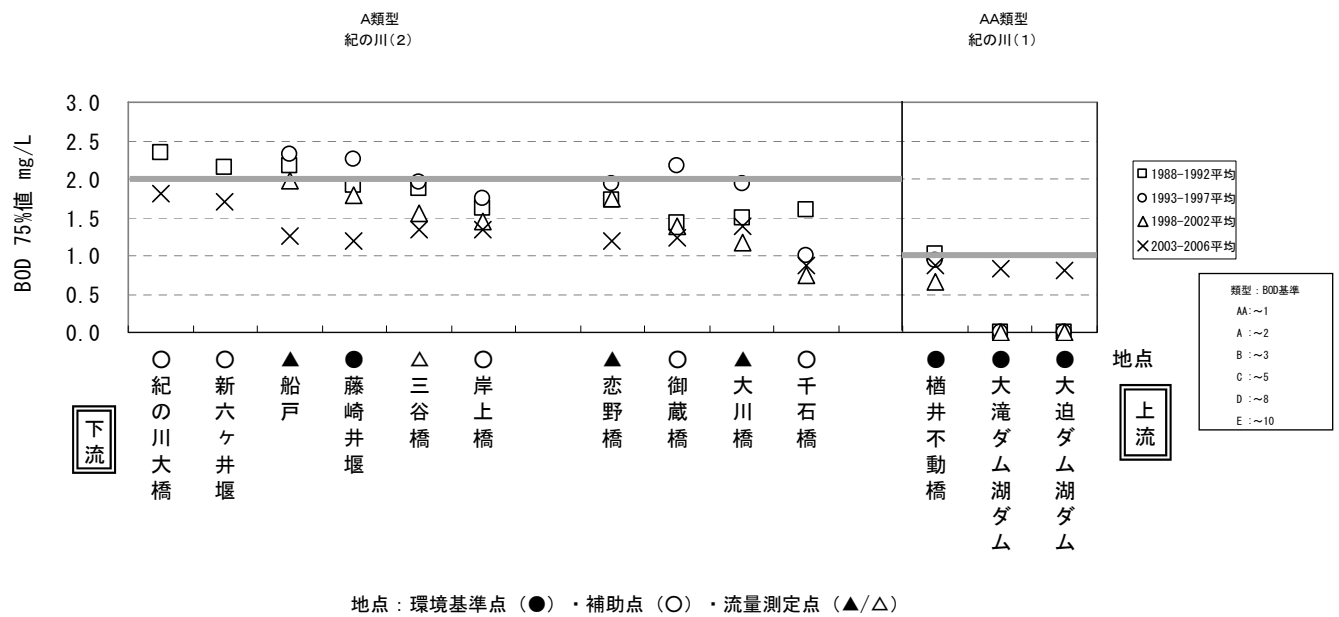 A類型
紀の川(2)
AA類型
紀の川(1)
BOD 75%値 mg/L
3.0
2.5
2.0
1.5
1.0
0.5
0.0
□ 1988-1992平均
○ 1993-1997平均
△ 1998-2002平均
× 2003-2006平均
類型：BOD基準
AA：～1
A ：～2
B ：～3
C ：～5
D ：～8
E ：～10
○ ○ ▲ ● △ ○ ▲ ○ ▲ ○ ● ● ● 地点
下流
紀の川大橋
新六ヶ井堰
船戸
藤崎井堰
三谷橋
岸上橋
恋野橋
御蔵橋
大川橋
千石橋
楢井不動橋
大滝ダム湖ダム
大迫ダム湖ダム
上流
地点：環境基準点（●）・補助点（○）・流量測定点（▲/△）